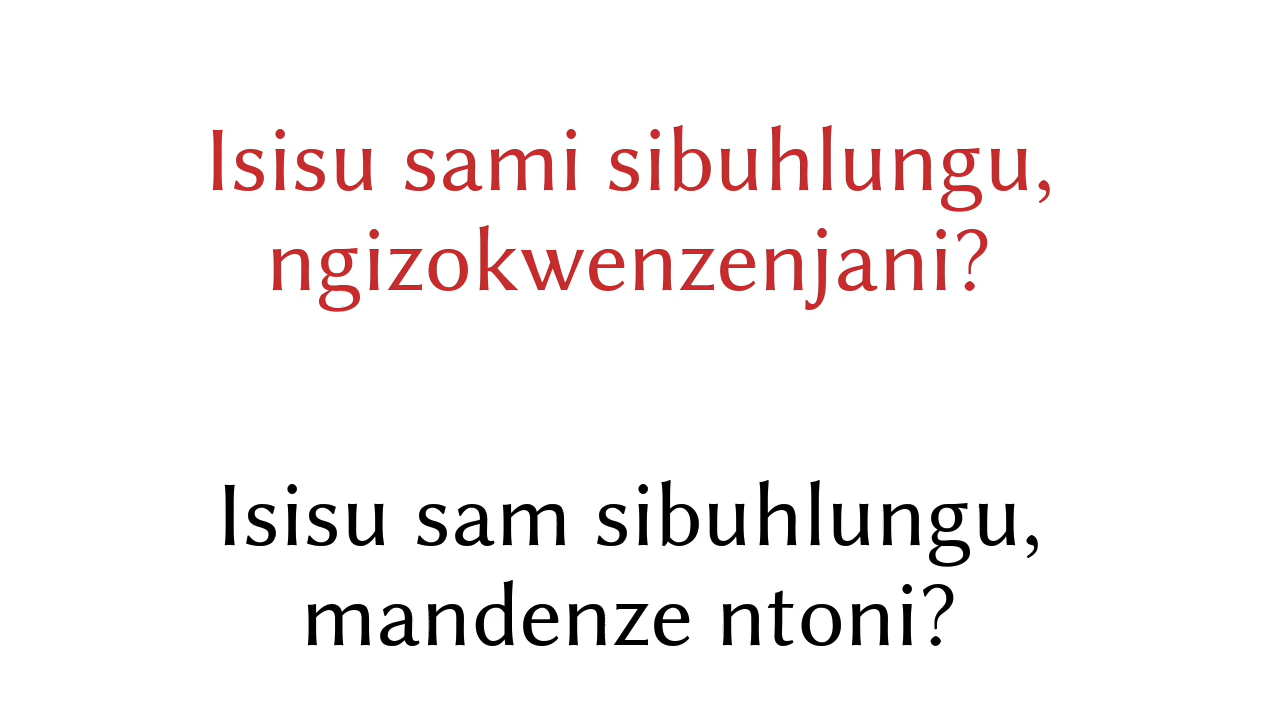 Isisu sami sibuhlungu,
ngizokwenzenjani?
Isisu sam sibuhlungu,
mandenze ntoni?